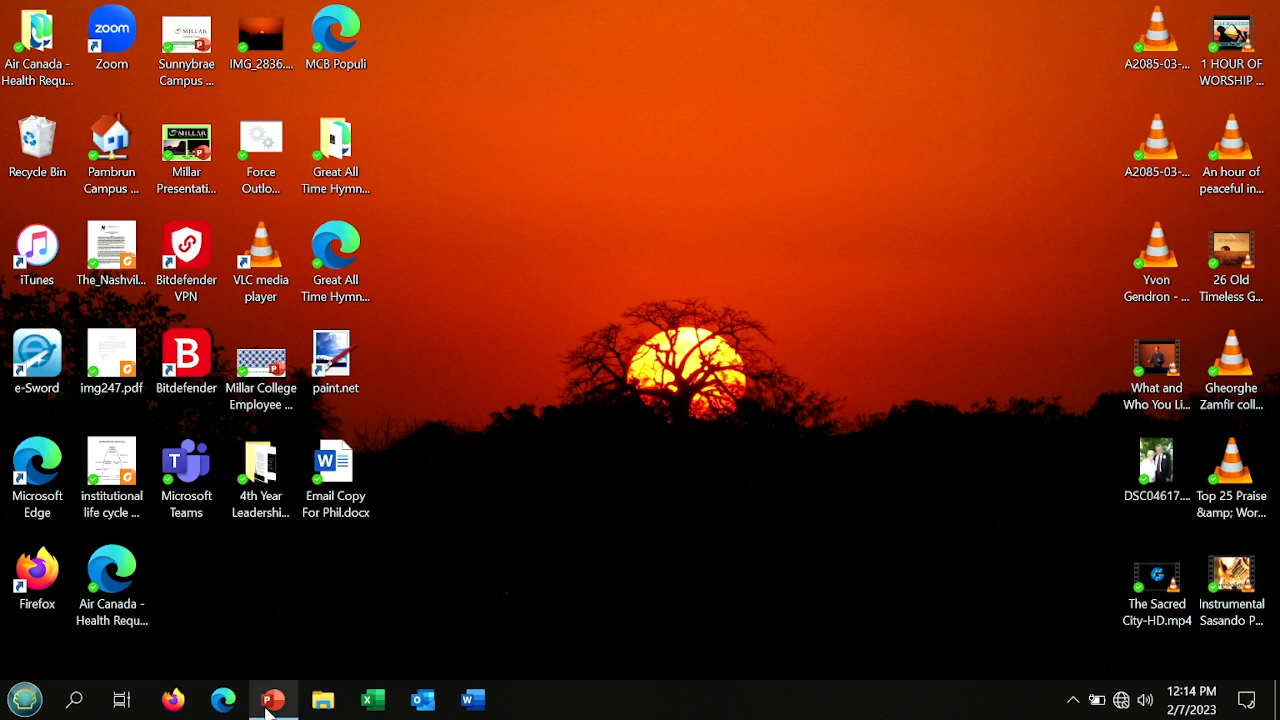 Air Canada -
Health Requ...
zoom
Zoom
MILLAR
Sunnybrae
Campus ...
IMG_2836....
MCB Populi
Recycle Bin
Pambrun
Campus ...
MILLAR
Millar
Presentati...
Force
Outlo...
Great All
Time Hymn...
iTunes
The_Nashvil...
Bitdefender
VPN
VLC media
player
Great All
Time Hymn...
e-Sword
img247.pdf
B
Bitdefender
Millar College
Employee ...
paint.net
Microsoft
Edge
institutional
life cycle ...
T
Microsoft
Teams
4th Year
Leadershi...
W
Email Copy
For Phil.docx
Firefox
Air Canada -
Health Requ...
A2085-03-...
1 HOUR OF
WORSHIP ...
A2085-03-...
An hour of
peaceful in...
Yvon
Gendron - ...
26 Old
Timeless G...
What and
Who You Li...
Gheorghe
Zamfir coll...
DSC04617....
Top 25 Praise
&amp; Wor...
The Sacred
City-HD.mp4
Instrumental
Sasando P...
12:14 PM
2/7/2023